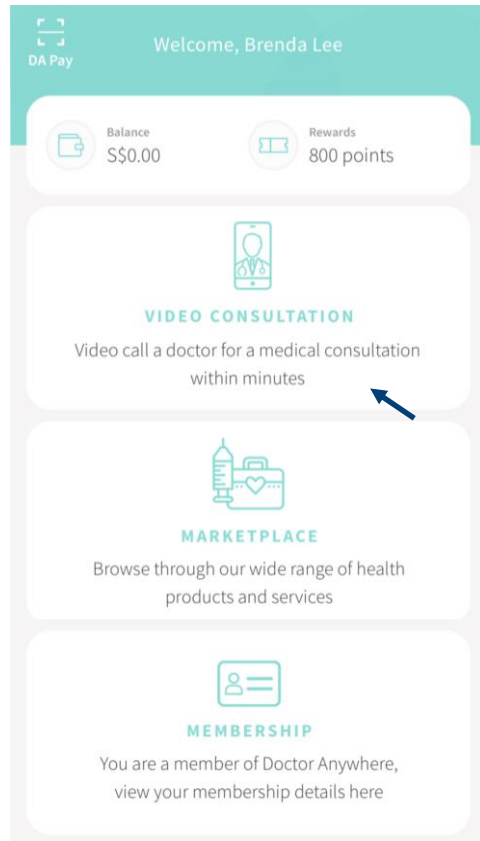 Welcome, Brenda Lee
DA Pay
Balance
S$0.00
Rewards
800 points
VIDEO CONSULTATION
Video call a doctor for a medical consultation
within minutes
MARKETPLACE
Browse through our wide range of health
products and services
MEMBERSHIP
You are a member of Doctor Anywhere,
view your membership details here